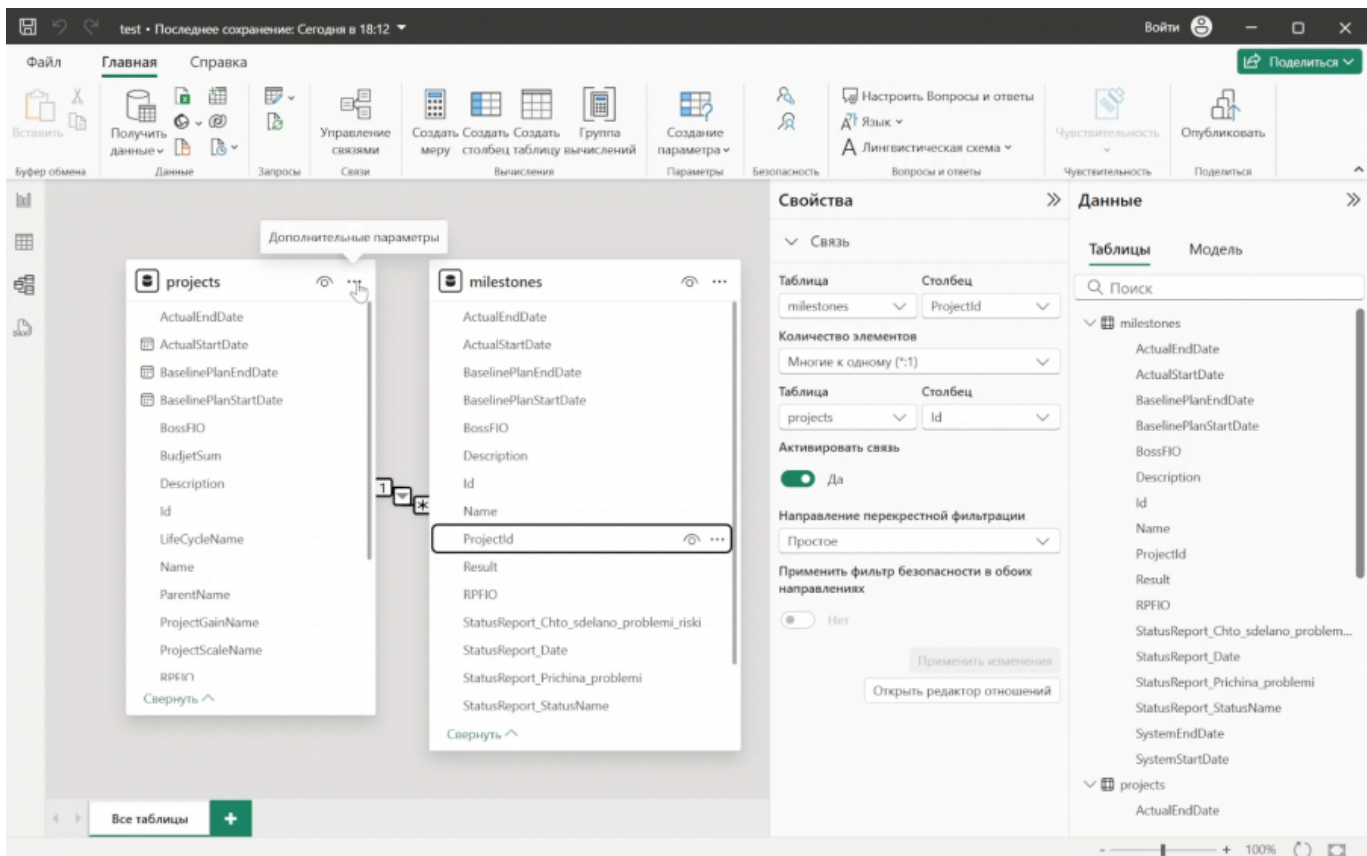 test • Последнее сохранение: Сегодня в 18:12
Войти
Файл Главная Справка
Поделиться
Вставить
Получить данные
Управление связями
Создать меру
Создать столбец
Создать таблицу
Группа вычислений
Создание параметра
Настроить Вопросы и ответы
Язык
Лингвистическая схема
Чувствительность
Опубликовать
Буфер обмена Данные Запросы Связи Вычисления Параметры Безопасность Вопросы и ответы Чувствительность Поделиться
Дополнительные параметры
projects
ActualEndDate
ActualStartDate
BaselinePlanEndDate
BaselinePlanStartDate
BossFIO
BudjetSum
Description
Id
LifeCycleName
Name
ParentName
ProjectGainName
ProjectScaleName
RPFIO
Свернуть
1
*
milestones
ActualEndDate
ActualStartDate
BaselinePlanEndDate
BaselinePlanStartDate
BossFIO
Description
Id
Name
ProjectId
Result
RPFIO
StatusReport_Chto_sdelano_problemi_riski
StatusReport_Date
StatusReport_Prichina_problemi
StatusReport_StatusName
Свернуть
Свойства
Связь
Таблица Столбец
milestones ProjectId
Количество элементов
Многие к одному (*:1)
Таблица Столбец
projects Id
Активировать связь
Да
Направление перекрестной фильтрации
Простое
Применить фильтр безопасности в обоих
направлениях
Нет
Применить изменения
Открыть редактор отношений
Данные
Таблицы Модель
Поиск
milestones
ActualEndDate
ActualStartDate
BaselinePlanEndDate
BaselinePlanStartDate
BossFIO
Description
Id
Name
ProjectId
Result
RPFIO
StatusReport_Chto_sdelano_problem...
StatusReport_Date
StatusReport_Prichina_problemi
StatusReport_StatusName
SystemEndDate
SystemStartDate
projects
ActualEndDate
Все таблицы +
- + 100%